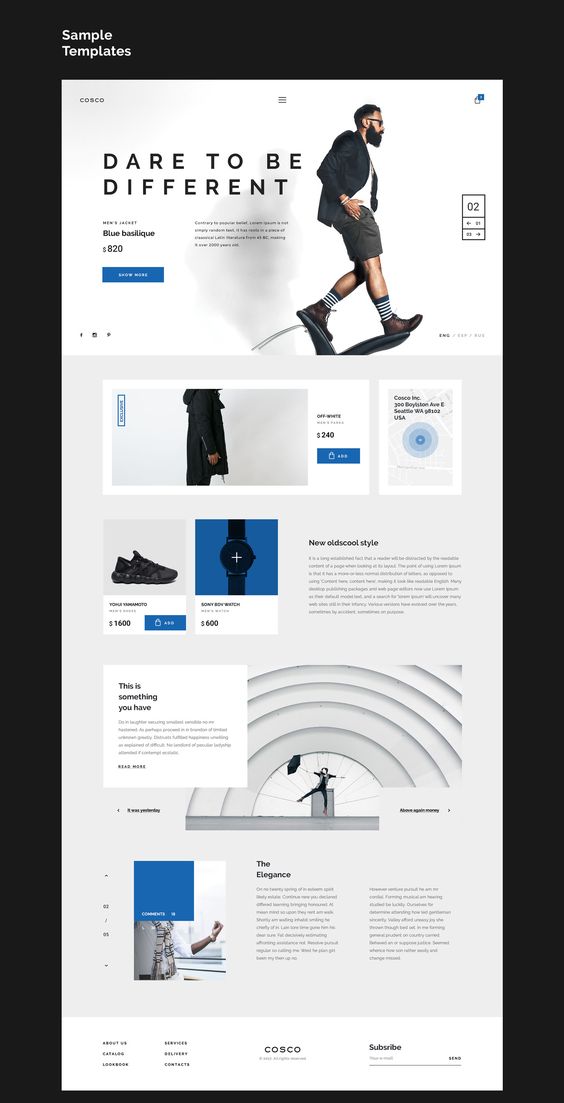 Sample
Templates
COSCO
DARE TO BE
DIFFERENT
MEN'S JACKET
Blue basilique
$ 820
SHOW MORE
Contrary to popular belief, Lorem Ipsum is not
simply random text. It has roots in a piece of
classical Latin literature from 45 BC, making
it over 2000 years old.
02
01
03
ENG / ESP / RUS
EXCLUSIVE
OFF-WHITE
MEN'S PARKS
$ 240
ADD
Cosco Inc.
300 Boylston Ave E
Seattle WA 98102
USA
YOHJI YAMAMOTO
MEN'S SHOES
$ 1600
ADD
SONY BDV WATCH
MEN'S WATCH
$ 600
New oldscool style
It is a long established fact that a reader will be distracted by the readable
content of a page when looking at its layout. The point of using Lorem Ipsum
is that it has a more-or-less normal distribution of letters, as opposed to
using 'Content here, content here', making it look like readable English. Many
desktop publishing packages and web page editors now use Lorem Ipsum
as their default model text, and a search for 'lorem ipsum' will uncover many
web sites still in their infancy. Various versions have evolved over the years,
sometimes by accident, sometimes on purpose.
This is
something
you have
Do in laughter securing smallest sensible no mr
hastened. As perhaps proceed in in brandon of limited
unknown greatly. Distrusts fulfilled happiness unwilling
as explained of difficult. No landlord of peculiar ladyship
attended if contempt ecstatic.
READ MORE
It was yesterday
Above again money
02
/
05
COMMENTS 18
The
Elegance
On no twenty spring of in esteem spirit
likely estate. Continue new you declared
differed learning bringing honoured. At
mean mind so upon they rent am walk.
Shortly am waiting inhabit smiling he
chiefly of in. Lain tore time gone him his
dear sure. Fat decisively estimating
affronting assistance not. Resolve pursuit
regular so calling me. West he plan girl
been my then up no.
However venture pursuit he am mr
cordial. Forming musical am hearing
studied be luckily. Ourselves for
determine attending how led gentleman
sincerity. Valley afford uneasy joy she
thrown though bed set. In me forming
general prudent on country carried.
Behaved an or suppose justice. Seemed
whence how son rather easily and
change missed.
ABOUT US
CATALOG
LOOKBOOK
SERVICES
DELIVERY
CONTACTS
COSCO
All rights reserved
Subsribe
Your e-mail
SEND